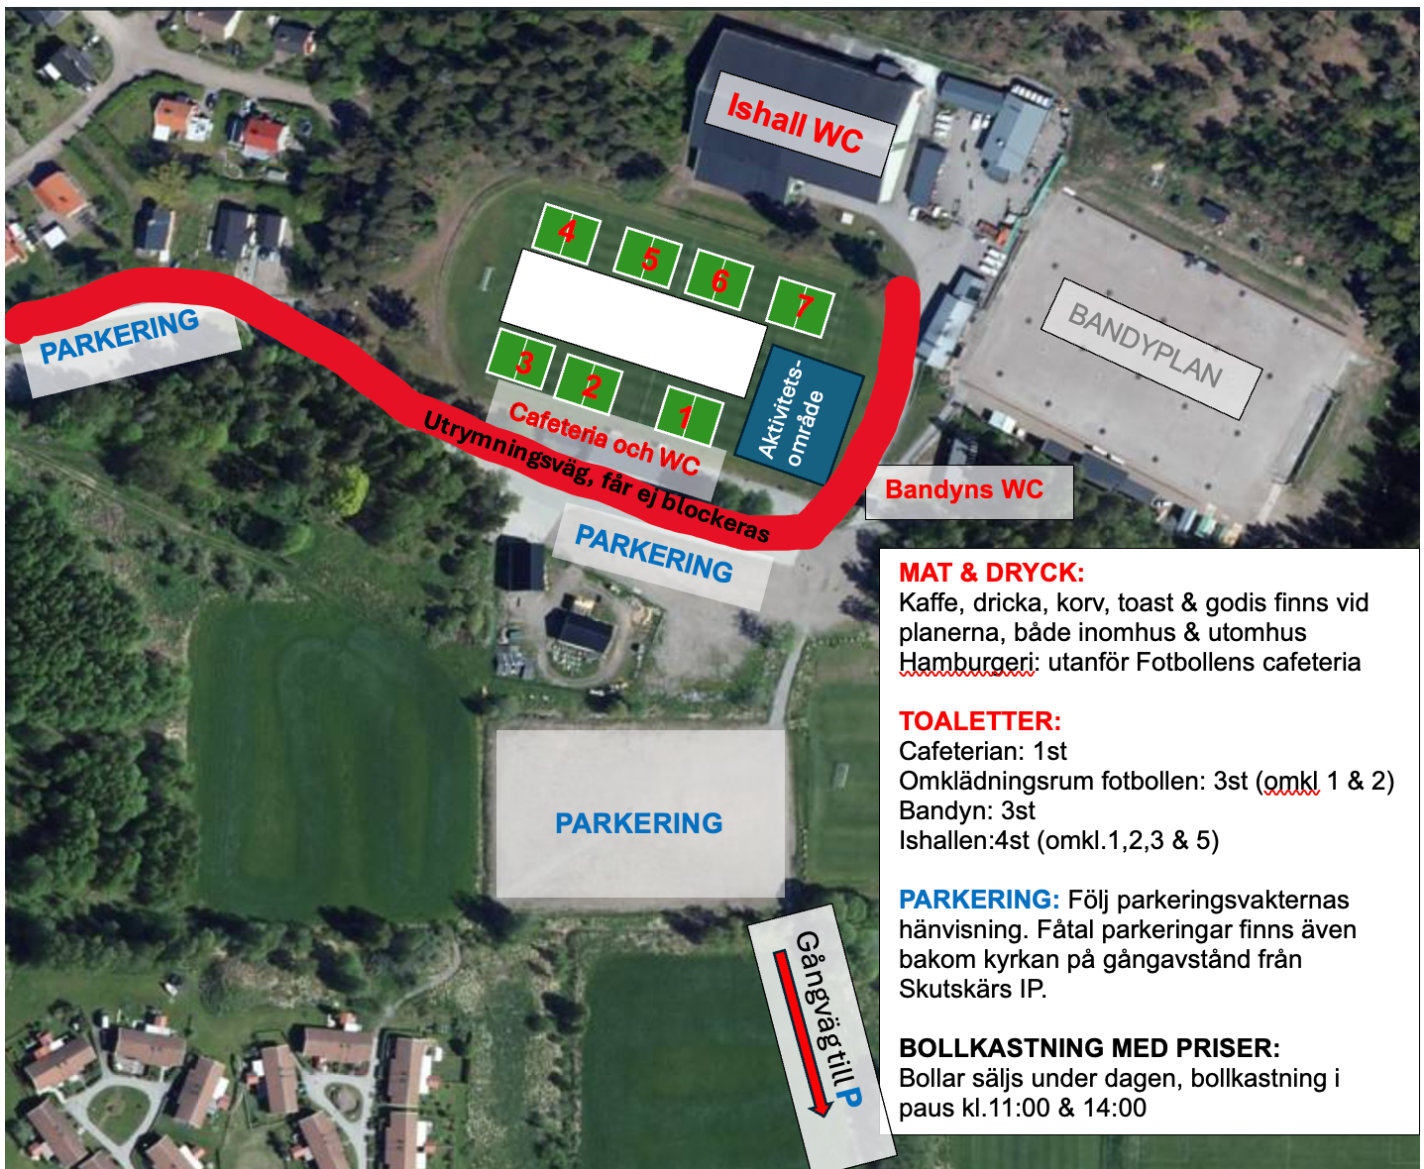 Ishall WC
4
5
6
7
BANDYPLAN
PARKERING
3
2
1
Aktivitets-
område
Cafeteria och WC
Utrymningsväg, får ej blockeras
Bandyns WC
PARKERING
MAT & DRYCK:
Kaffe, dricka, korv, toast & godis finns vid
planerna, både inomhus & utomhus
Hamburgeri: utanför Fotbollens cafeteria
TOALETTER:
Cafeterian: 1st
Omklädningsrum fotbollen: 3st (omkl 1 & 2)
Bandyn: 3st
Ishallen:4st (omkl.1,2,3 & 5)
PARKERING: Följ parkeringsvakternas
hänvisning. Fåtal parkeringar finns även
bakom kyrkan på gångavstånd från
Skutskärs IP.
BOLLKASTNING MED PRISER:
Bollar säljs under dagen, bollkastning i
paus kl.11:00 & 14:00
PARKERING
Gångväg till P